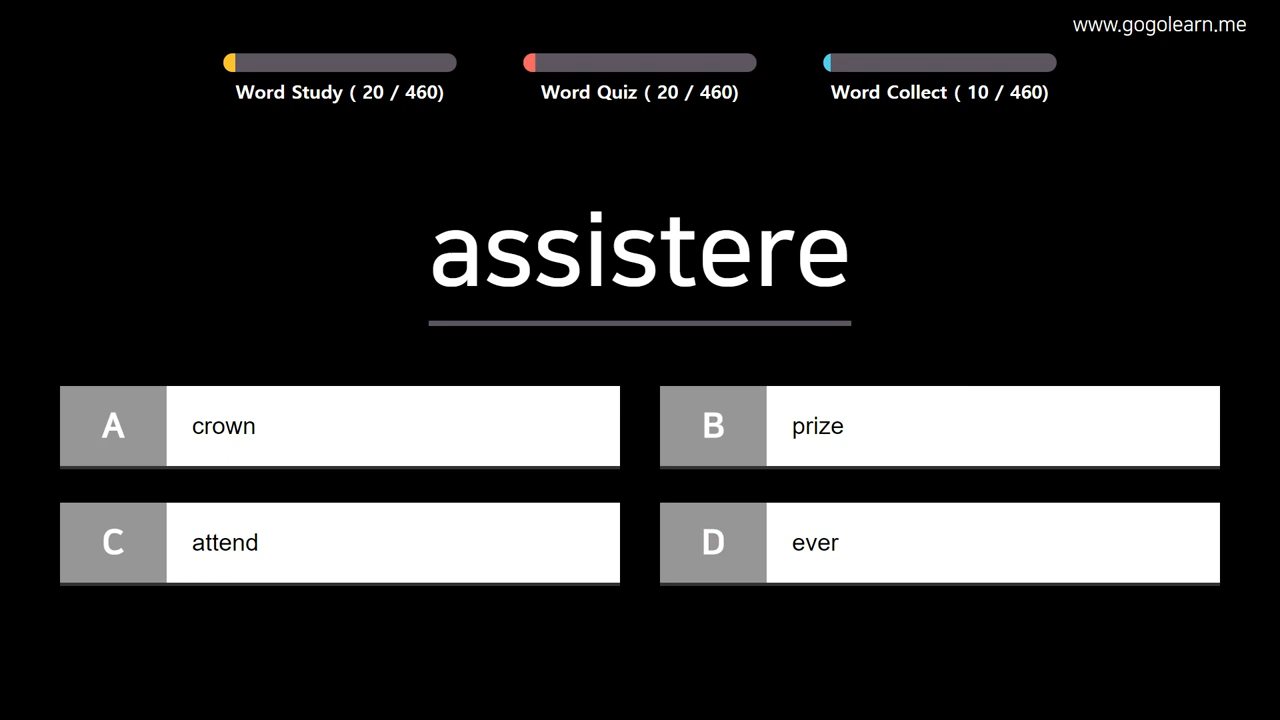 www.gogolearn.me
Word Study ( 20 / 460)
Word Quiz ( 20 / 460)
Word Collect ( 10 / 460)
assistere
A crown
B prize
C attend
D ever